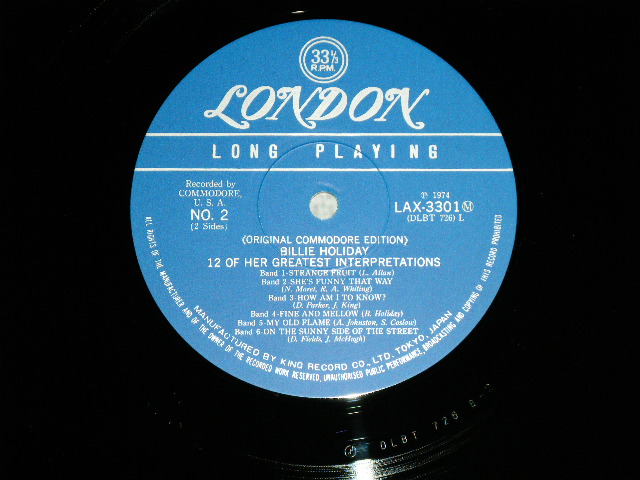 33⅓
R.P.M.
LONDON
LONG PLAYING
Recorded by
COMMODORE,
U. S. A.
NO. 2
(2 Sides)
℗ 1974
LAX-3301 Ⓜ
(DLBT 726) L
《ORIGINAL COMMODORE EDITION》
BILLIE HOLIDAY
12 OF HER GREATEST INTERPRETATIONS
Band 1-STRANGE FRUIT (L. Allan)
Band 2-SHE'S FUNNY THAT WAY
(N. Moret, R. A. Whiting)
Band 3-HOW AM I TO KNOW?
(D. Parker, J. King)
Band 4-FINE AND MELLOW (B. Holiday)
Band 5-MY OLD FLAME (A. Johnston, S. Coslow)
Band 6-ON THE SUNNY SIDE OF THE STREET
(D. Fields, J. McHugh)
MANUFACTURED BY KING RECORD CO., LTD. TOKYO, JAPAN
ALL RIGHTS OF THE MANUFACTURER AND OF THE OWNER OF THE RECORDED WORK RESERVED, UNAUTHORISED PUBLIC PERFORMANCE, BROADCASTING AND COPYING OF THIS RECORD PROHIBITED
DLBT 726